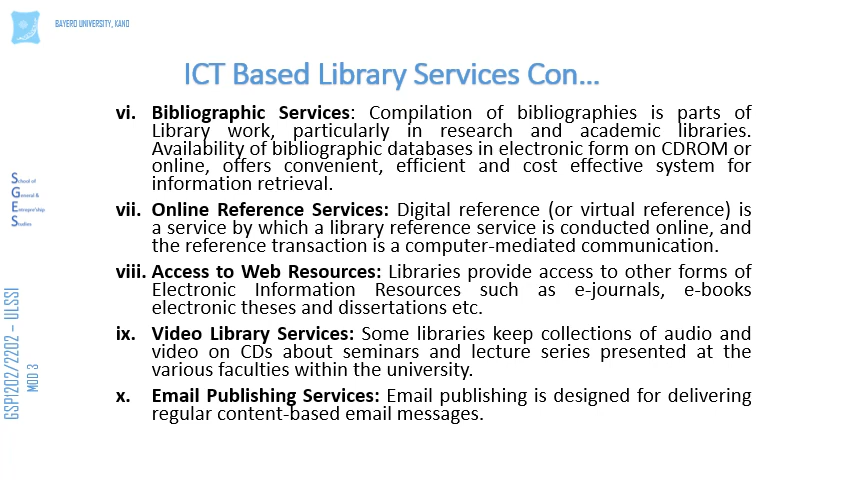 BAYERO UNIVERSITY, KANO
ICT Based Library Services Con...
vi. Bibliographic Services: Compilation of bibliographies is parts of
Library work, particularly in research and academic libraries.
Availability of bibliographic databases in electronic form on CDROM or
online, offers convenient, efficient and cost effective system for
information retrieval.
vii. Online Reference Services: Digital reference (or virtual reference) is
a service by which a library reference service is conducted online, and
the reference transaction is a computer-mediated communication.
viii. Access to Web Resources: Libraries provide access to other forms of
Electronic Information Resources such as e-journals, e-books
electronic theses and dissertations etc.
ix. Video Library Services: Some libraries keep collections of audio and
video on CDs about seminars and lecture series presented at the
various faculties within the university.
x. Email Publishing Services: Email publishing is designed for delivering
regular content-based email messages.
School of
General &
Entrepre'ship
Studies
GSP1202/2202 – ULSSI
MOD 3